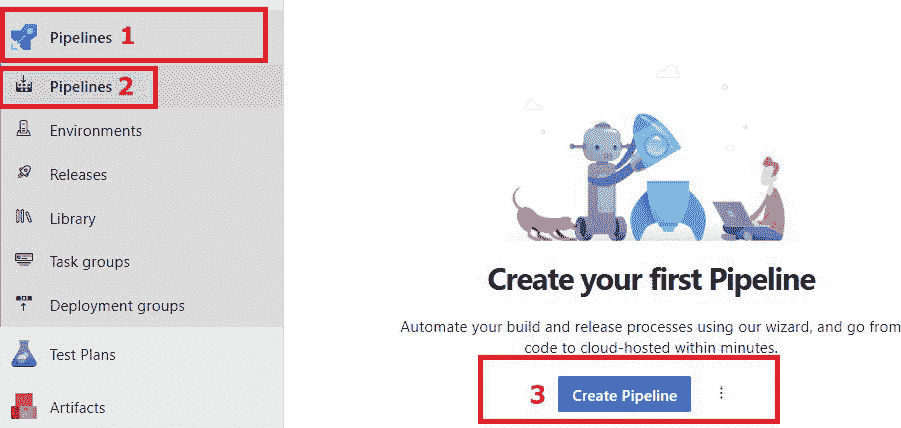 Pipelines 1
Pipelines 2
Environments
Releases
Library
Task groups
Deployment groups
Test Plans
Artifacts
Create your first Pipeline
Automate your build and release processes using our wizard, and go from
code to cloud-hosted within minutes.
3 Create Pipeline